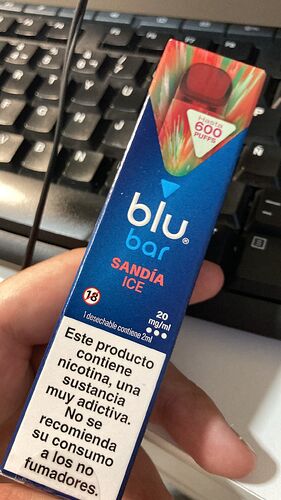 Hasta
600
PUFFS
blu®
bar
SANDÍA
ICE
18
20
mg/ml
1 desechable contiene 2ml
Este producto
contiene
nicotina, una
sustancia
muy adictiva.
No se
recomienda
su consumo
a los no
fumadores.